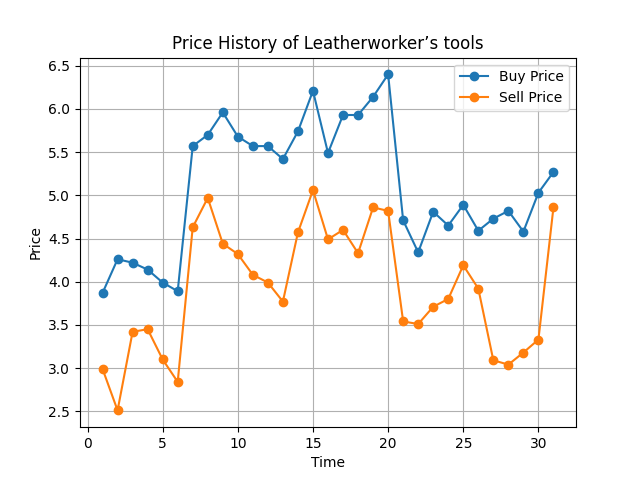 Price History of Leatherworker’s tools
Buy Price
Sell Price
Price
6.5
6.0
5.5
5.0
4.5
4.0
3.5
3.0
2.5
0 5 10 15 20 25 30
Time